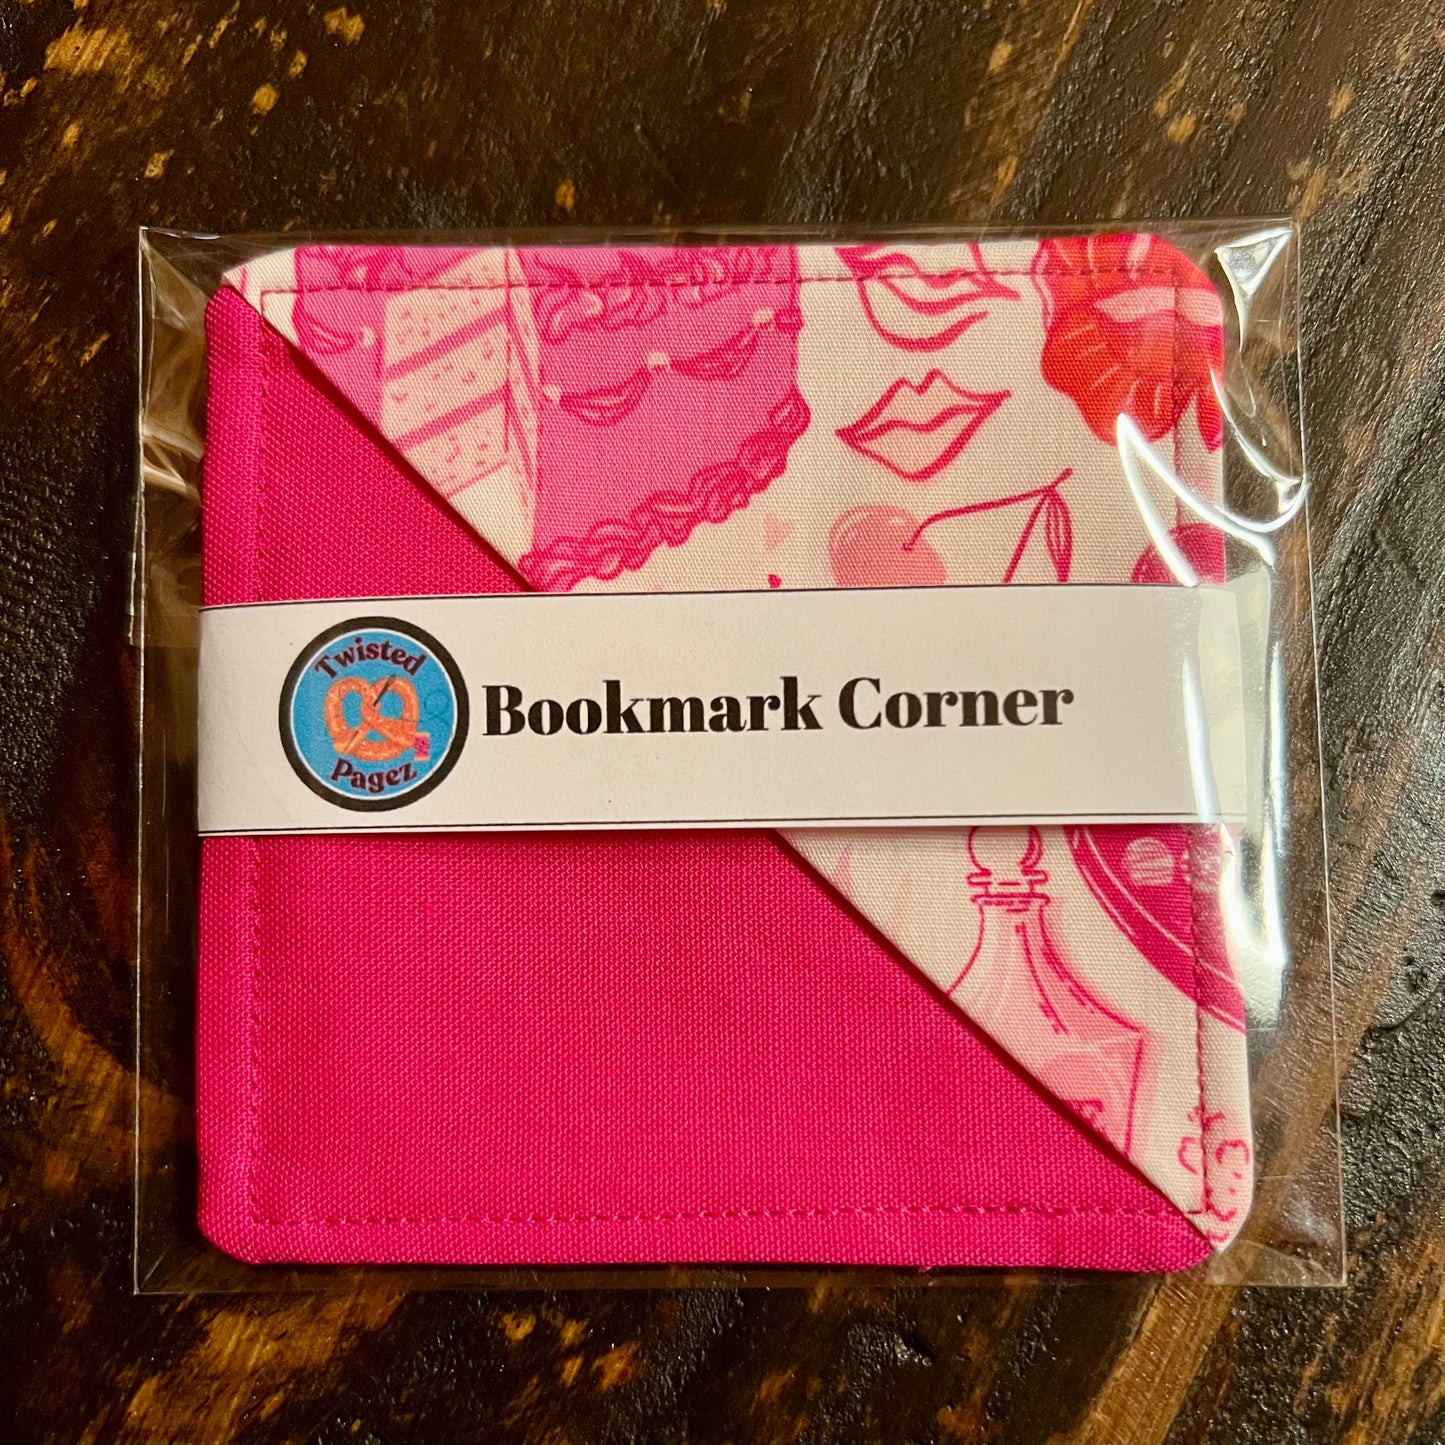 Twisted
Pagez
Bookmark Corner